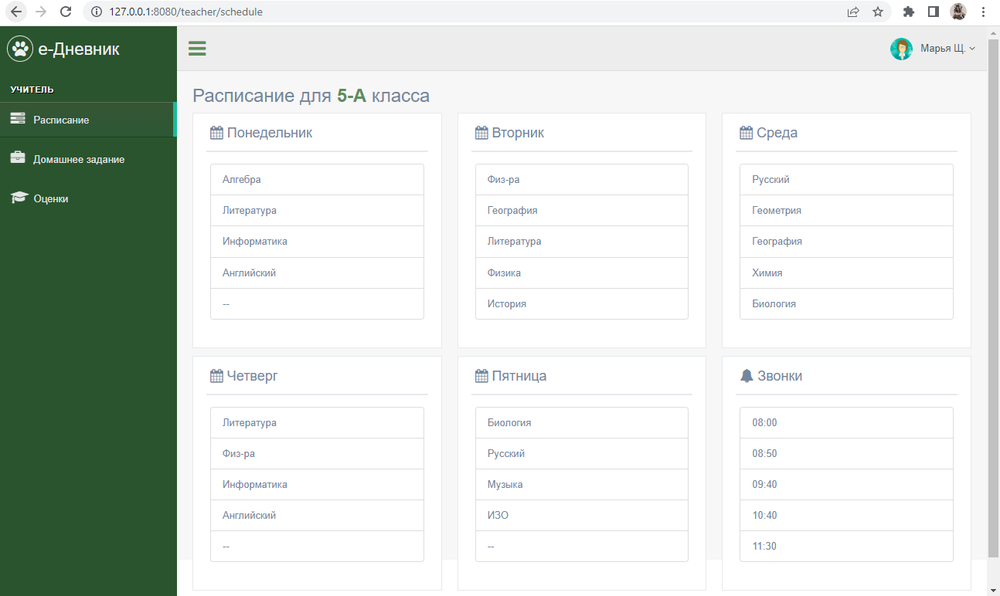 127.0.0.1:8080/teacher/schedule
е-Дневник
Марья Щ.
УЧИТЕЛЬ
Расписание
Домашнее задание
Оценки
Расписание для 5-А класса
Понедельник
Алгебра
Литература
Информатика
Английский
--
Вторник
Физ-ра
География
Литература
Физика
История
Среда
Русский
Геометрия
География
Химия
Биология
Четверг
Литература
Физ-ра
Информатика
Английский
--
Пятница
Биология
Русский
Музыка
ИЗО
--
Звонки
08:00
08:50
09:40
10:40
11:30